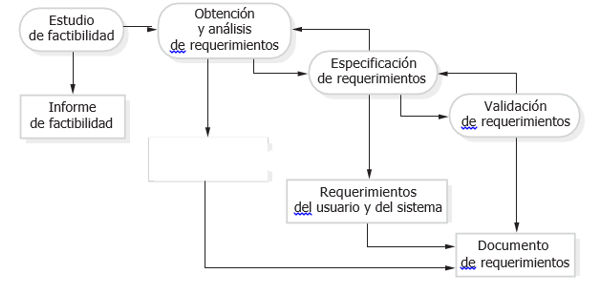 Estudio
de factibilidad
Obtención
y análisis
de requerimientos
Especificación
de requerimientos
Validación
de requerimientos
Informe
de factibilidad
Requerimientos
del usuario y del sistema
Documento
de requerimientos